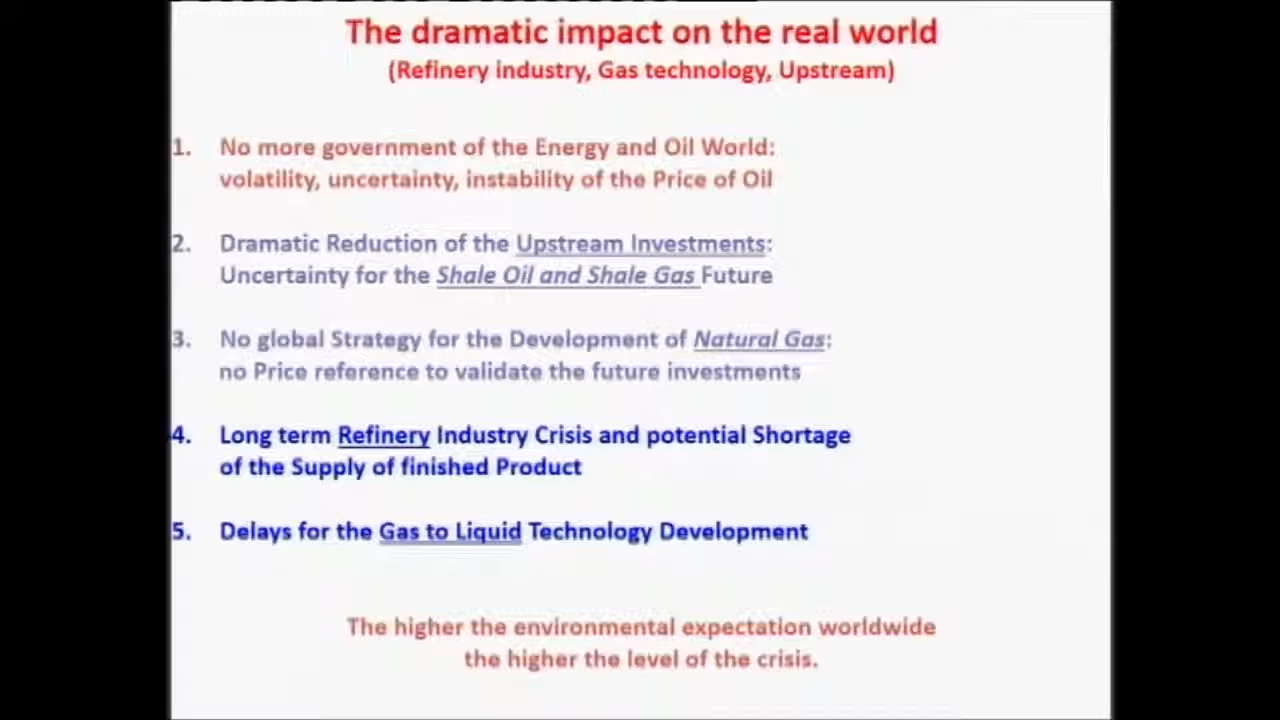 The dramatic impact on the real world
(Refinery industry, Gas technology, Upstream)
1. No more government of the Energy and Oil World:
volatility, uncertainty, instability of the Price of Oil
2. Dramatic Reduction of the Upstream Investments:
Uncertainty for the Shale Oil and Shale Gas Future
3. No global Strategy for the Development of Natural Gas:
no Price reference to validate the future investments
4. Long term Refinery Industry Crisis and potential Shortage
of the Supply of finished Product
5. Delays for the Gas to Liquid Technology Development
The higher the environmental expectation worldwide
the higher the level of the crisis.